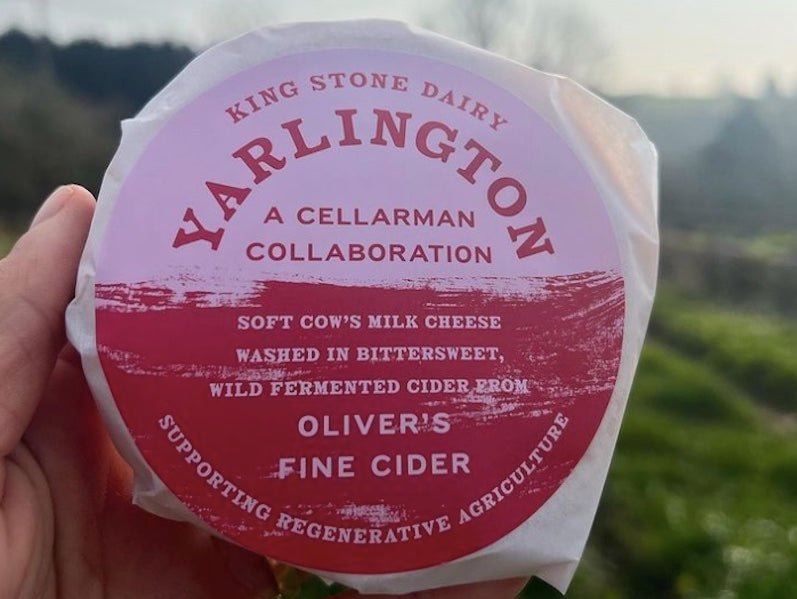 KING STONE DAIRY
YARLINGTON
A CELLARMAN
COLLABORATION
SOFT COW'S MILK CHEESE
WASHED IN BITTERSWEET,
WILD FERMENTED CIDER FROM
OLIVER'S
FINE CIDER
SUPPORTING REGENERATIVE AGRICULTURE